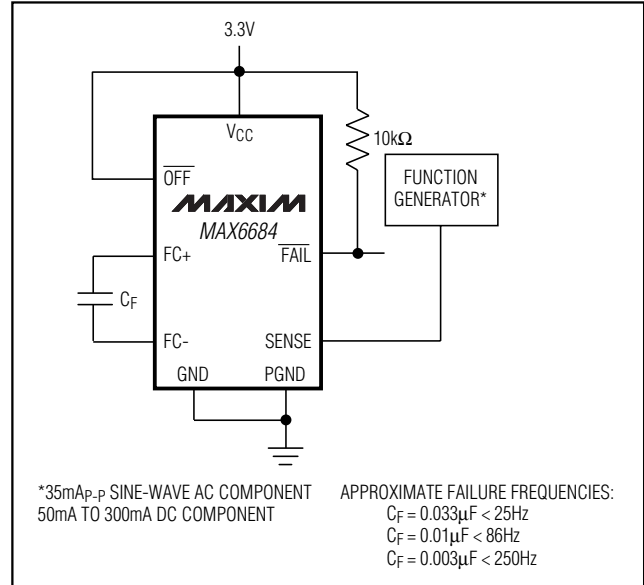 3.3V
VCC
10kΩ
OFF
FUNCTION
GENERATOR*
MAXIM
MAX6684
FC+
FAIL
CF
FC-
SENSE
GND
PGND
*35mAP-P SINE-WAVE AC COMPONENT
50mA TO 300mA DC COMPONENT
APPROXIMATE FAILURE FREQUENCIES:
CF = 0.033µF < 25Hz
CF = 0.01µF < 86Hz
CF = 0.003µF < 250Hz